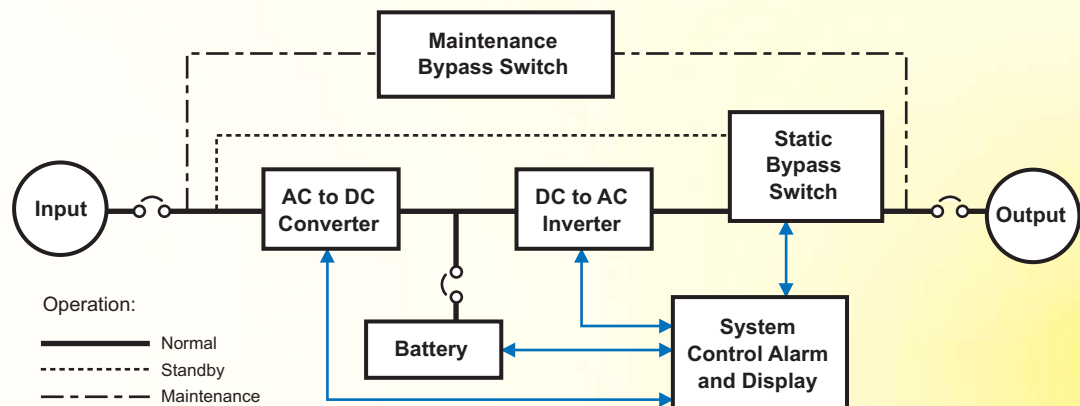 Maintenance
Bypass Switch
Static
Bypass
Switch
Input
AC to DC
Converter
DC to AC
Inverter
Output
Operation:
Normal
Standby
Maintenance
Battery
System
Control Alarm
and Display